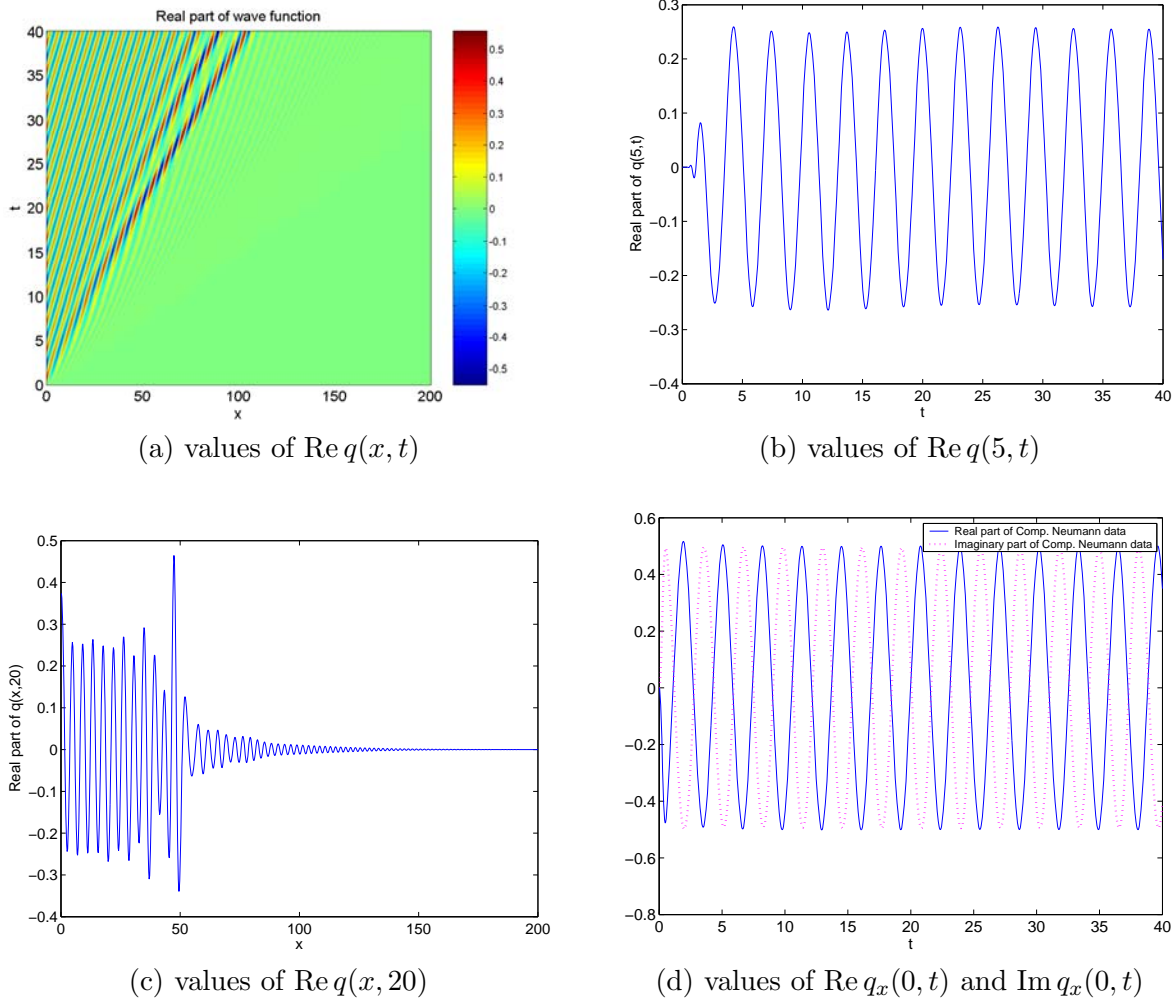 Real part of wave function
40
35
30
25
20
15
10
5
0
t
0 50 100 150 200
x
0.5
0.4
0.3
0.2
0.1
0
-0.1
-0.2
-0.3
-0.4
-0.5
(a) values of Re q(x, t)
0.3
0.2
0.1
0
−0.1
−0.2
−0.3
−0.4
Real part of q(5,t)
0 5 10 15 20 25 30 35 40
t
(b) values of Re q(5, t)
0.5
0.4
0.3
0.2
0.1
0
−0.1
−0.2
−0.3
−0.4
Real part of q(x,20)
0 50 100 150 200
x
(c) values of Re q(x, 20)
0.6
0.4
0.2
0
−0.2
−0.4
−0.6
−0.8
Real part of Comp. Neumann data
Imaginary part of Comp. Neumann data
0 5 10 15 20 25 30 35 40
t
(d) values of Re qₓ(0, t) and Im qₓ(0, t)